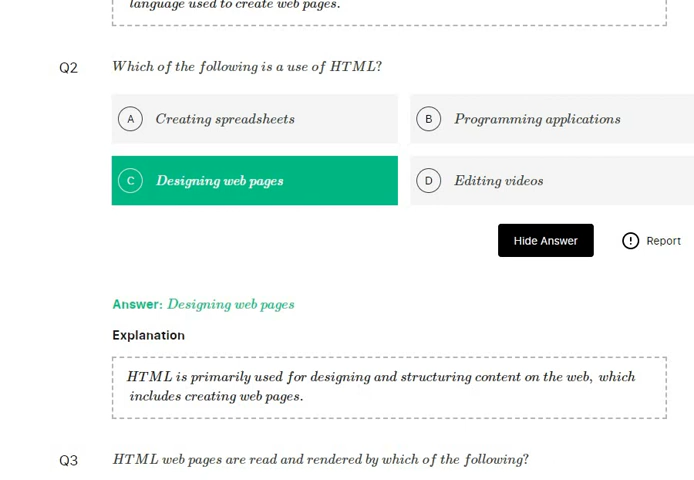 language used to create web pages.
Q2 Which of the following is a use of HTML?
A Creating spreadsheets
B Programming applications
C Designing web pages
D Editing videos
Hide Answer
! Report
Answer: Designing web pages
Explanation
HTML is primarily used for designing and structuring content on the web, which
includes creating web pages.
Q3 HTML web pages are read and rendered by which of the following?